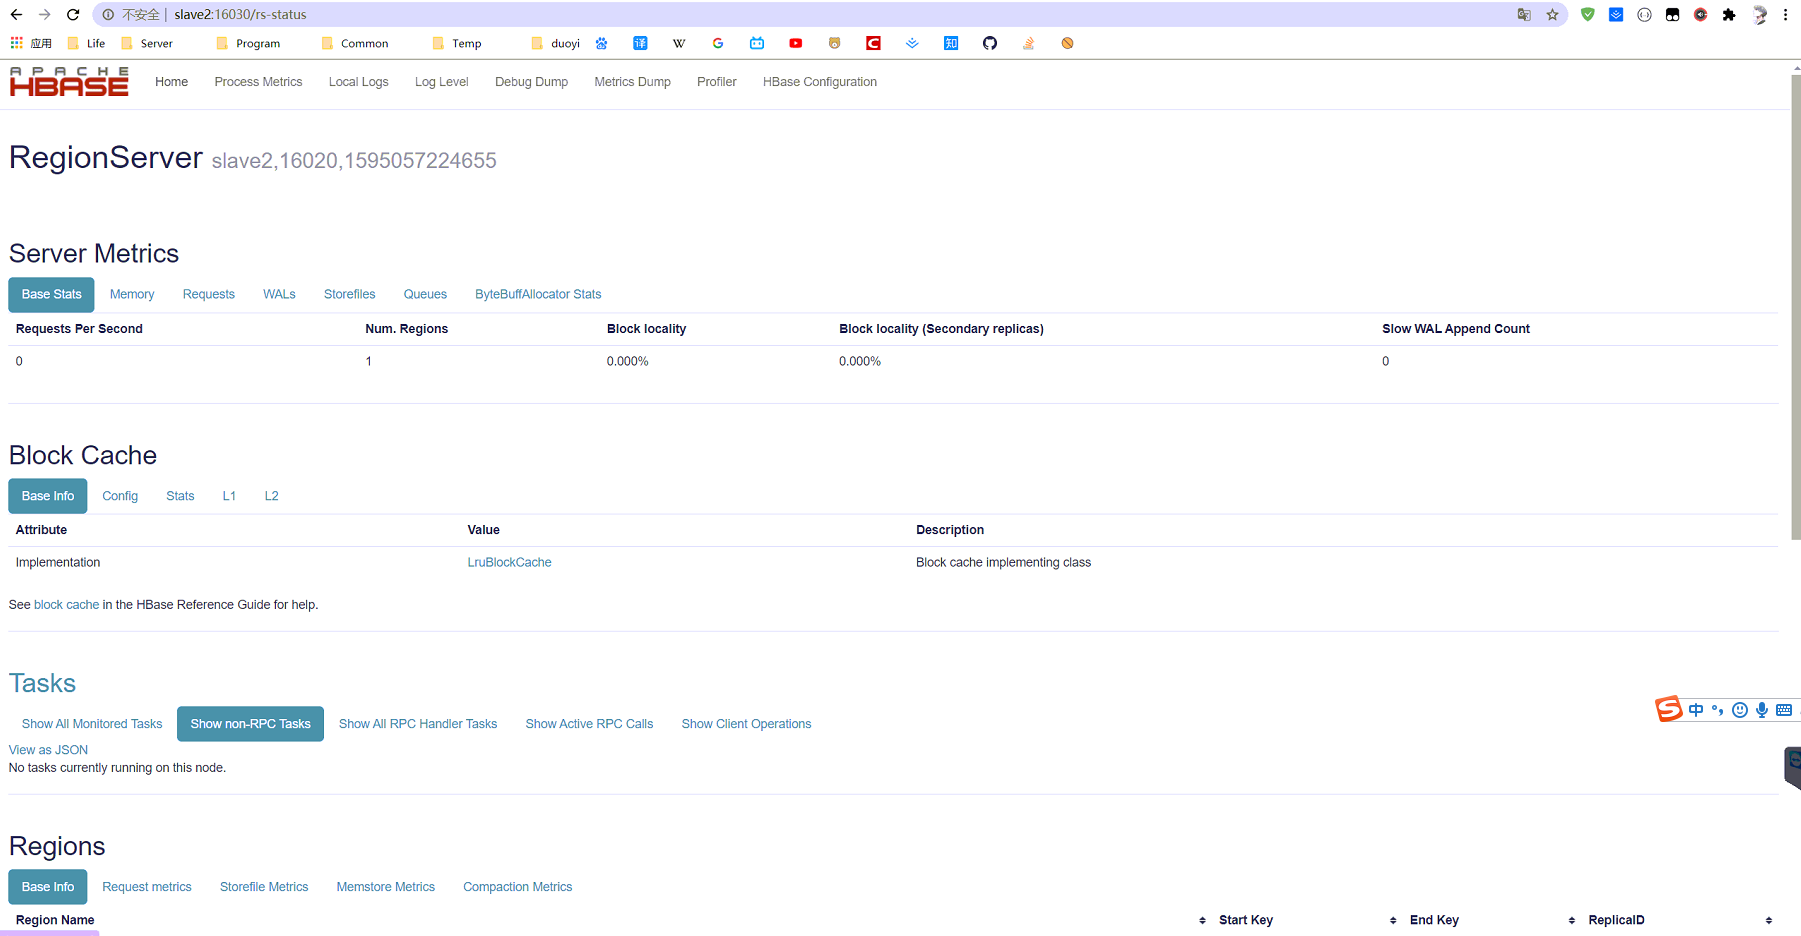 不安全 | slave2:16030/rs-status
应用 Life Server Program Common Temp duoyi 译 W G C 知
APACHE
HBASE
Home Process Metrics Local Logs Log Level Debug Dump Metrics Dump Profiler HBase Configuration
RegionServer slave2,16020,1595057224655
Server Metrics
Base Stats Memory Requests WALs Storefiles Queues ByteBuffAllocator Stats
Requests Per Second Num. Regions Block locality Block locality (Secondary replicas) Slow WAL Append Count
0 1 0.000% 0.000% 0
Block Cache
Base Info Config Stats L1 L2
Attribute Value Description
Implementation LruBlockCache Block cache implementing class
See block cache in the HBase Reference Guide for help.
Tasks
Show All Monitored Tasks Show non-RPC Tasks Show All RPC Handler Tasks Show Active RPC Calls Show Client Operations
S 中
View as JSON
No tasks currently running on this node.
Regions
Base Info Request metrics Storefile Metrics Memstore Metrics Compaction Metrics
Region Name Start Key End Key ReplicaID